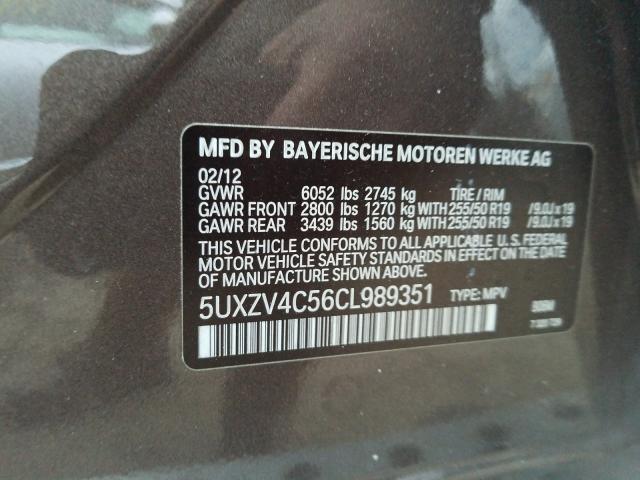 MFD BY BAYERISCHE MOTOREN WERKE AG
02/12
GVWR 6052 lbs 2745 kg TIRE / RIM
GAWR FRONT 2800 lbs 1270 kg WITH 255/50 R19 / 9.0J x 19
GAWR REAR 3439 lbs 1560 kg WITH 255/50 R19 / 9.0J x 19
THIS VEHICLE CONFORMS TO ALL APPLICABLE U. S. FEDERAL
MOTOR VEHICLE SAFETY STANDARDS IN EFFECT ON THE DATE
OF MANUFACTURE SHOWN ABOVE.
5UXZV4C56CL989351 TYPE: MPV